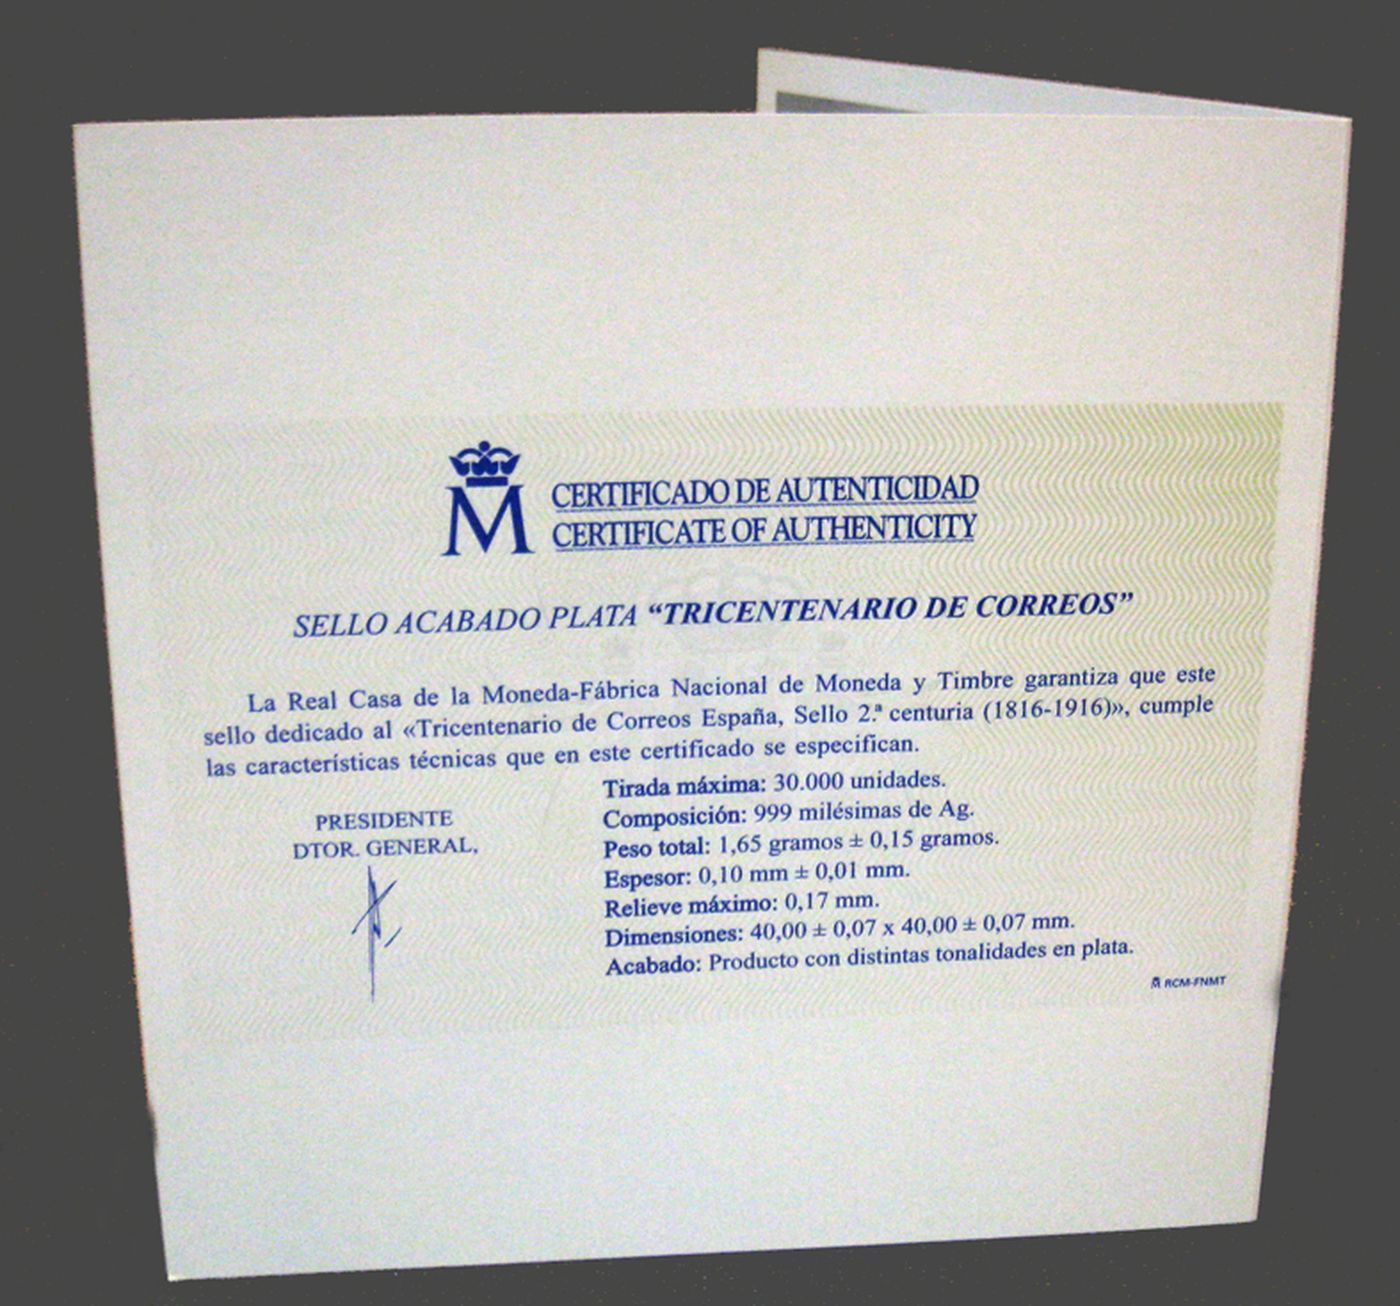 M
CERTIFICADO DE AUTENTICIDAD
CERTIFICATE OF AUTHENTICITY
SELLO ACABADO PLATA “TRICENTENARIO DE CORREOS”
La Real Casa de la Moneda-Fábrica Nacional de Moneda y Timbre garantiza que este
sello dedicado al «Tricentenario de Correos España, Sello 2.ª centuria (1816-1916)», cumple
las características técnicas que en este certificado se especifican.
PRESIDENTE
DTOR. GENERAL,
Tirada máxima: 30.000 unidades.
Composición: 999 milésimas de Ag.
Peso total: 1,65 gramos ± 0,15 gramos.
Espesor: 0,10 mm ± 0,01 mm.
Relieve máximo: 0,17 mm.
Dimensiones: 40,00 ± 0,07 x 40,00 ± 0,07 mm.
Acabado: Producto con distintas tonalidades en plata.
RCM-FNMT